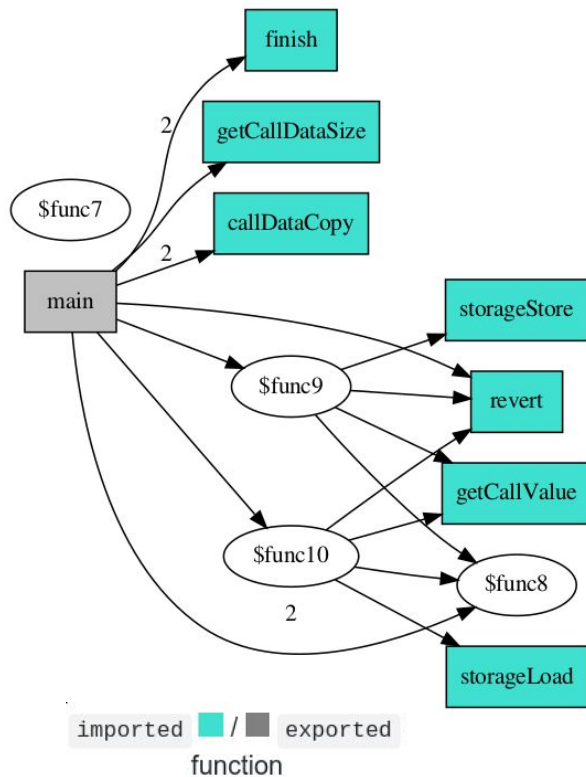 finish
2
getCallDataSize
$func7
callDataCopy
2
main
storageStore
$func9
revert
getCallValue
$func10
$func8
2
storageLoad
imported / exported
function